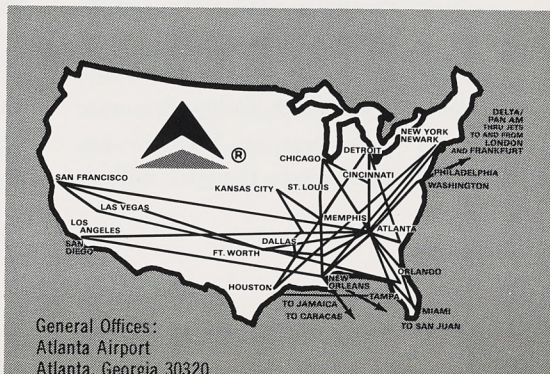 DELTA/
PAN AM
THRU JETS
TO AND FROM
LONDON
AND FRANKFURT
NEW YORK
NEWARK
DETROIT
CHICAGO
CINCINNATI
PHILADELPHIA
WASHINGTON
SAN FRANCISCO
KANSAS CITY
ST. LOUIS
LAS VEGAS
MEMPHIS
LOS
ANGELES
ATLANTA
SAN
DIEGO
DALLAS
FT. WORTH
ORLANDO
HOUSTON
NEW
ORLEANS
TAMPA
TO JAMAICA
MIAMI
TO CARACAS
TO SAN JUAN
®
General Offices:
Atlanta Airport
Atlanta, Georgia 30320